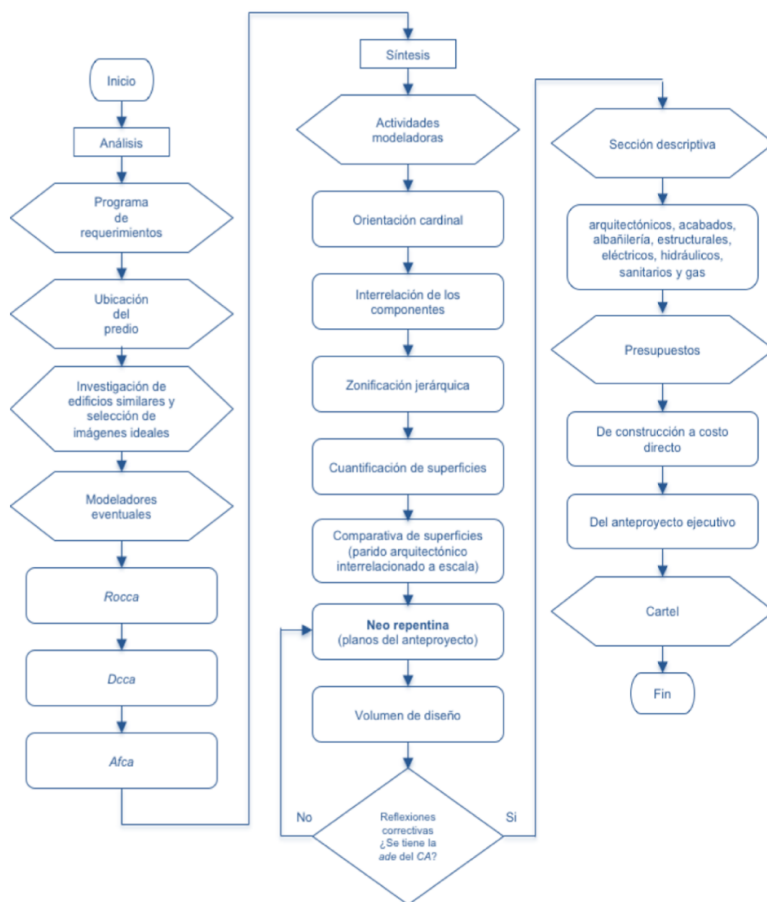 Inicio
Análisis
Programa
de
requerimientos
Ubicación
del
predio
Investigación de
edificios similares y
selección de
imágenes ideales
Modeladores
eventuales
Rocca
Dcca
Afca
Síntesis
Actividades
modeladoras
Orientación cardinal
Interrelación de los
componentes
Zonificación jerárquica
Cuantificación de superficies
Comparativa de superficies
(parido arquitectónico
interrelacionado a escala)
Neo repentina
(planos del anteproyecto)
Volumen de diseño
Reflexiones
correctivas
¿Se tiene la
ade del CA?
No
Si
Sección descriptiva
arquitectónicos, acabados,
albañilería, estructurales,
eléctricos, hidráulicos,
sanitarios y gas
Presupuestos
De construcción a costo
directo
Del anteproyecto ejecutivo
Cartel
Fin